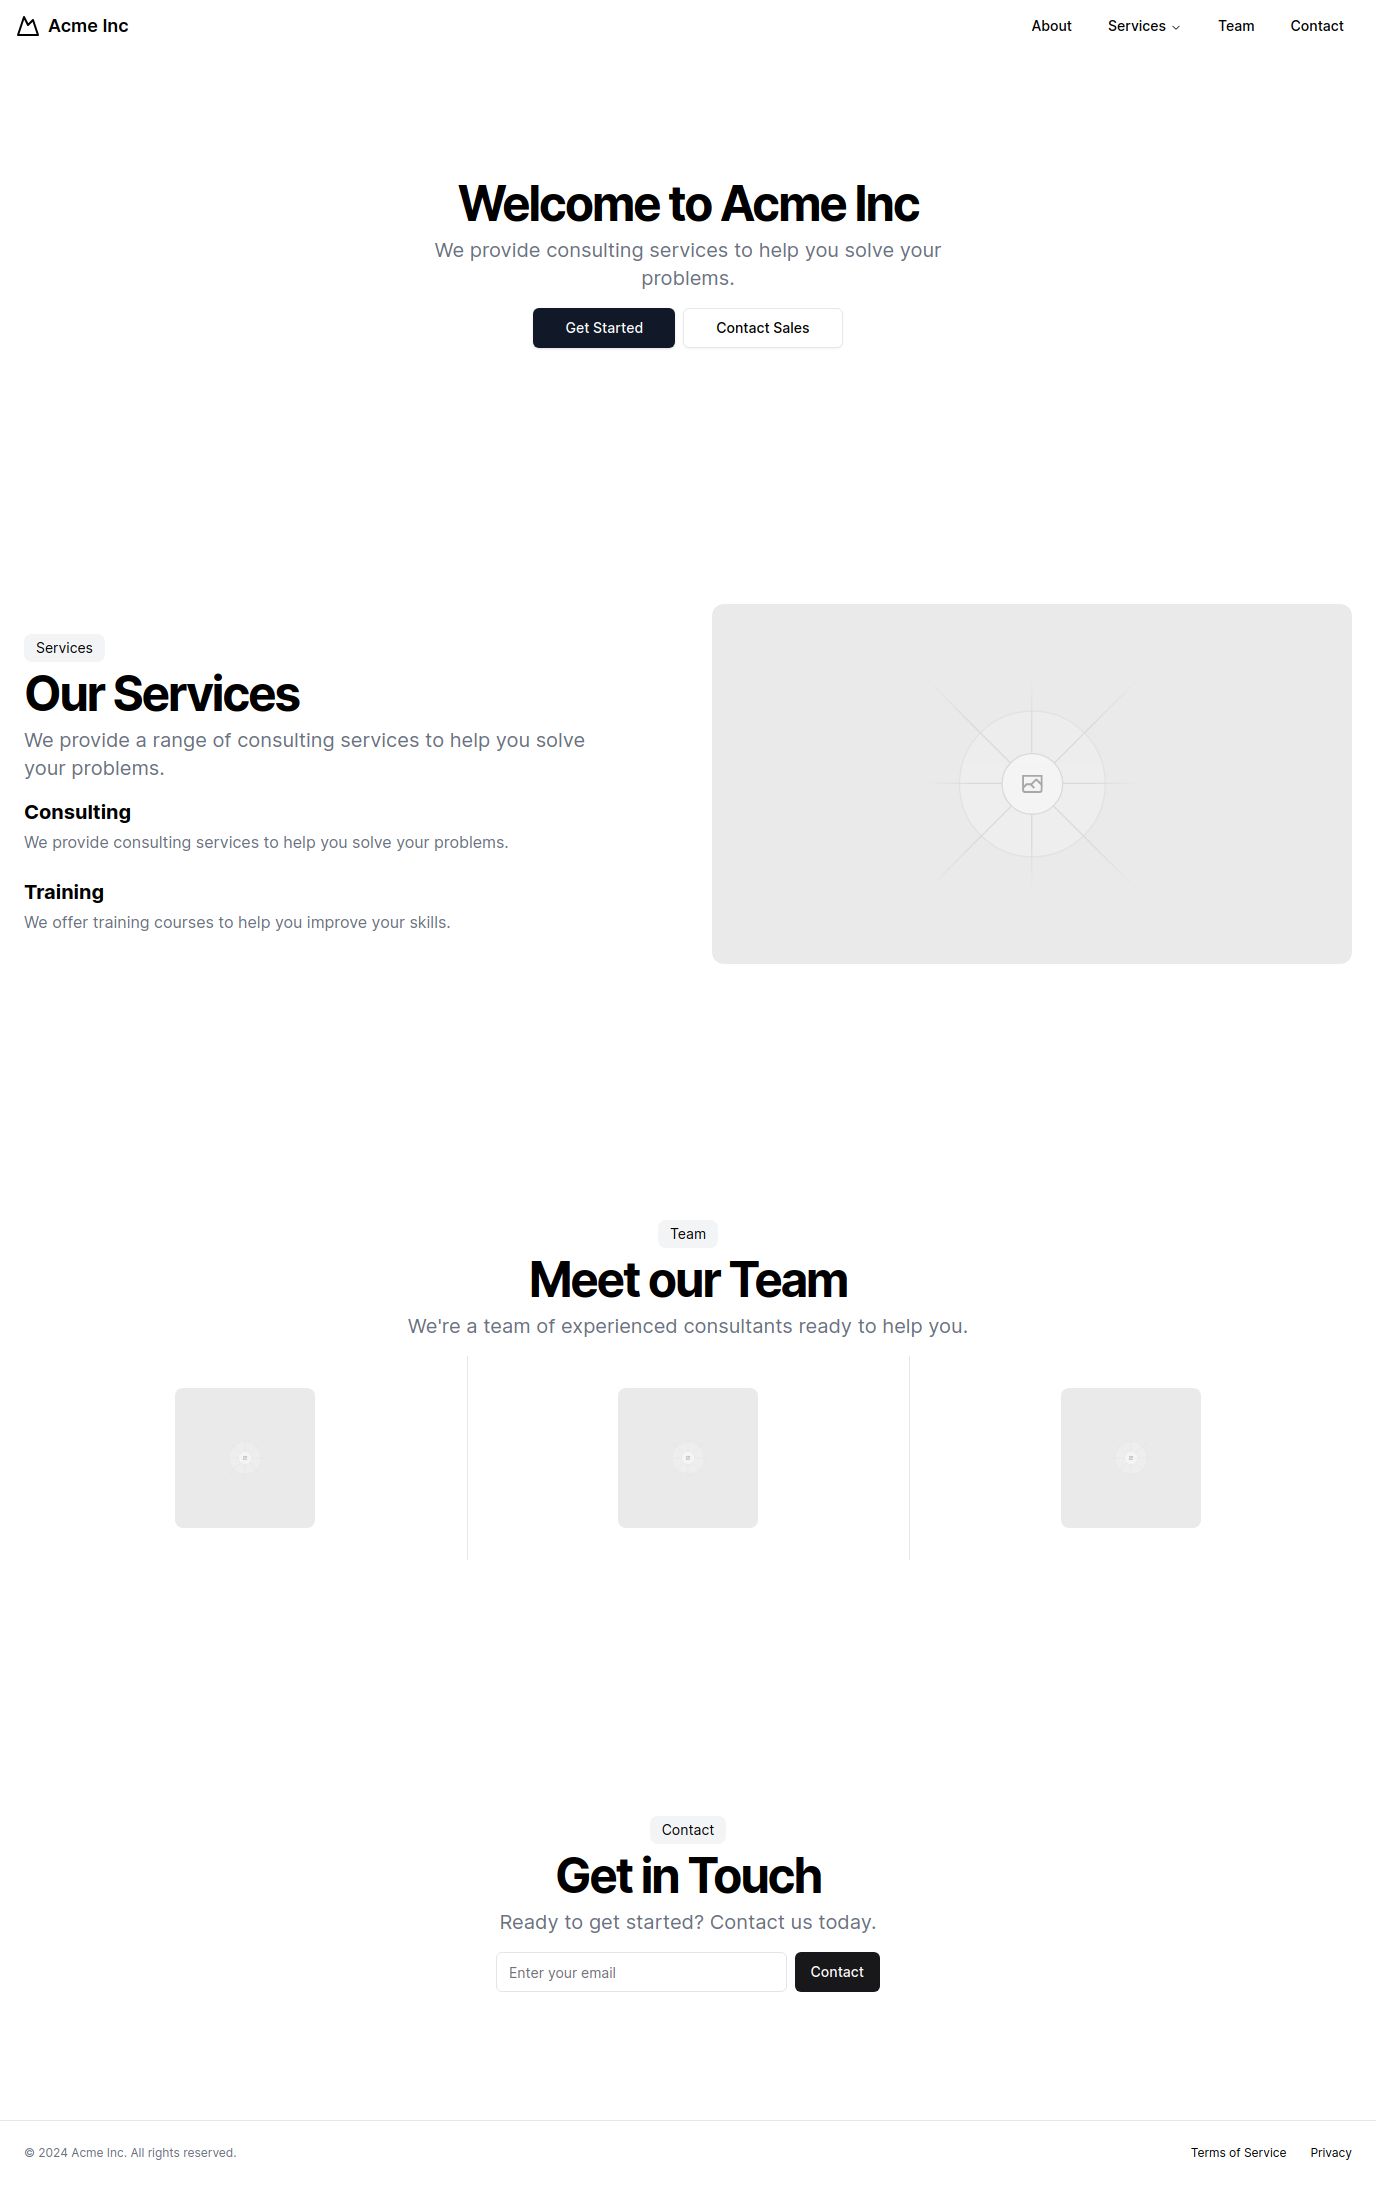 Acme Inc
About
Services
Team
Contact
Welcome to Acme Inc
We provide consulting services to help you solve your
problems.
Get Started
Contact Sales
Services
Our Services
We provide a range of consulting services to help you solve
your problems.
Consulting
We provide consulting services to help you solve your problems.
Training
We offer training courses to help you improve your skills.
Team
Meet our Team
We're a team of experienced consultants ready to help you.
Contact
Get in Touch
Ready to get started? Contact us today.
Enter your email
Contact
© 2024 Acme Inc. All rights reserved.
Terms of Service
Privacy